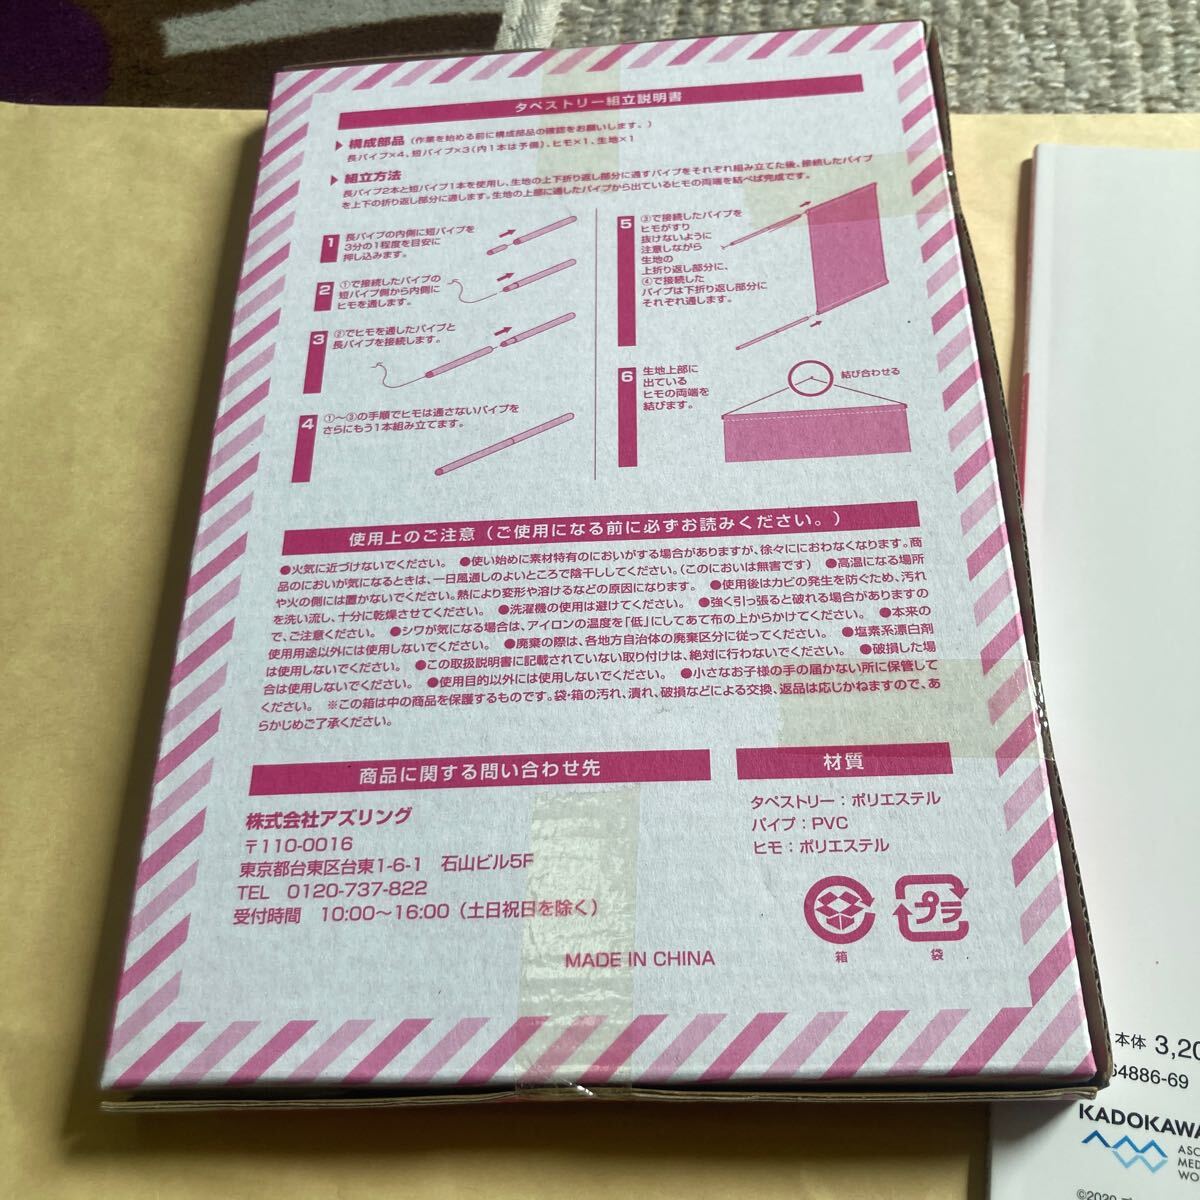 タペストリー組立説明書
▶ 構成部品（作業を始める前に構成部品の確認をお願いします。）
長パイプ×4、短パイプ×3（内1本は予備）、ヒモ×1、生地×1
▶ 組立方法
長パイプ2本と短パイプ1本を使用し、生地の上下折り返し部分に通すパイプをそれぞれ組み立てた後、接続したパイプ
を上下の折り返し部分に通します。生地の上部に通したパイプから出ているヒモの両端を結べば完成です。
1 長パイプの内側に短パイプを
3分の1程度を目安に
押し込みます。
2 ①で接続したパイプの
短パイプ側から内側に
ヒモを通します。
3 ②でヒモを通したパイプと
長パイプを接続します。
4 ①〜③の手順でヒモは通さないパイプを
さらにもう1本組み立てます。
5 ③で接続したパイプを
ヒモがすり
抜けないように
注意しながら
生地の
上折り返し部分に、
④で接続した
パイプは下折り返し部分に
それぞれ通します。
6 生地上部に
出ている
ヒモの両端を
結びます。
結び合わせる
使用上のご注意（ご使用になる前に必ずお読みください。）
●火気に近づけないでください。 ●使い始めに素材特有のにおいがする場合がありますが、徐々ににおわなくなります。商
品のにおいが気になるときは、一日風通しのよいところで陰干ししてください。（このにおいは無害です） ●高温になる場所
や火の側には置かないでください。熱により変形や溶けるなどの原因になります。 ●使用後はカビの発生を防ぐため、汚れ
を洗い流し、十分に乾燥させてください。 ●洗濯機の使用は避けてください。 ●強く引っ張ると破れる場合がありますの
で、ご注意ください。 ●シワが気になる場合は、アイロンの温度を「低」にしてあて布の上からかけてください。 ●本来の
使用用途以外には使用しないでください。 ●廃棄の際は、各地方自治体の廃棄区分に従ってください。 ●塩素系漂白剤
は使用しないでください。 ●この取扱説明書に記載されていない取り付けは、絶対に行わないでください。 ●破損した場
合は使用しないでください。 ●使用目的以外には使用しないでください。 ●小さなお子様の手の届かない所に保管して
ください。 ※この箱は中の商品を保護するものです。袋・箱の汚れ、潰れ、破損などによる交換、返品は応じかねますので、あ
らかじめご了承ください。
商品に関する問い合わせ先
株式会社アズリング
〒110-0016
東京都台東区台東1-6-1 石山ビル5F
TEL 0120-737-822
受付時間 10:00〜16:00（土日祝日を除く）
材質
タペストリー：ポリエステル
パイプ：PVC
ヒモ：ポリエステル
プラ
箱 袋
MADE IN CHINA
本体 3,20
64886-69
KADOKAWA
ASC
MED
WO
©2020